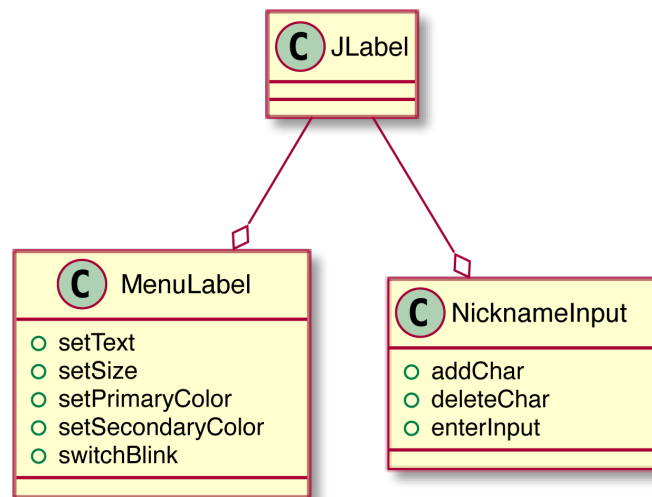 C JLabel
C MenuLabel
setText
setSize
setPrimaryColor
setSecondaryColor
switchBlink
C NicknameInput
addChar
deleteChar
enterInput